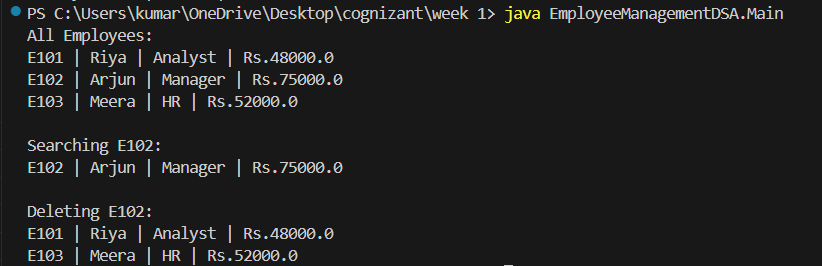 PS C:\Users\kumar\OneDrive\Desktop\cognizant\week 1> java EmployeeManagementDSA.Main
All Employees:
E101 | Riya | Analyst | Rs.48000.0
E102 | Arjun | Manager | Rs.75000.0
E103 | Meera | HR | Rs.52000.0
Searching E102:
E102 | Arjun | Manager | Rs.75000.0
Deleting E102:
E101 | Riya | Analyst | Rs.48000.0
E103 | Meera | HR | Rs.52000.0